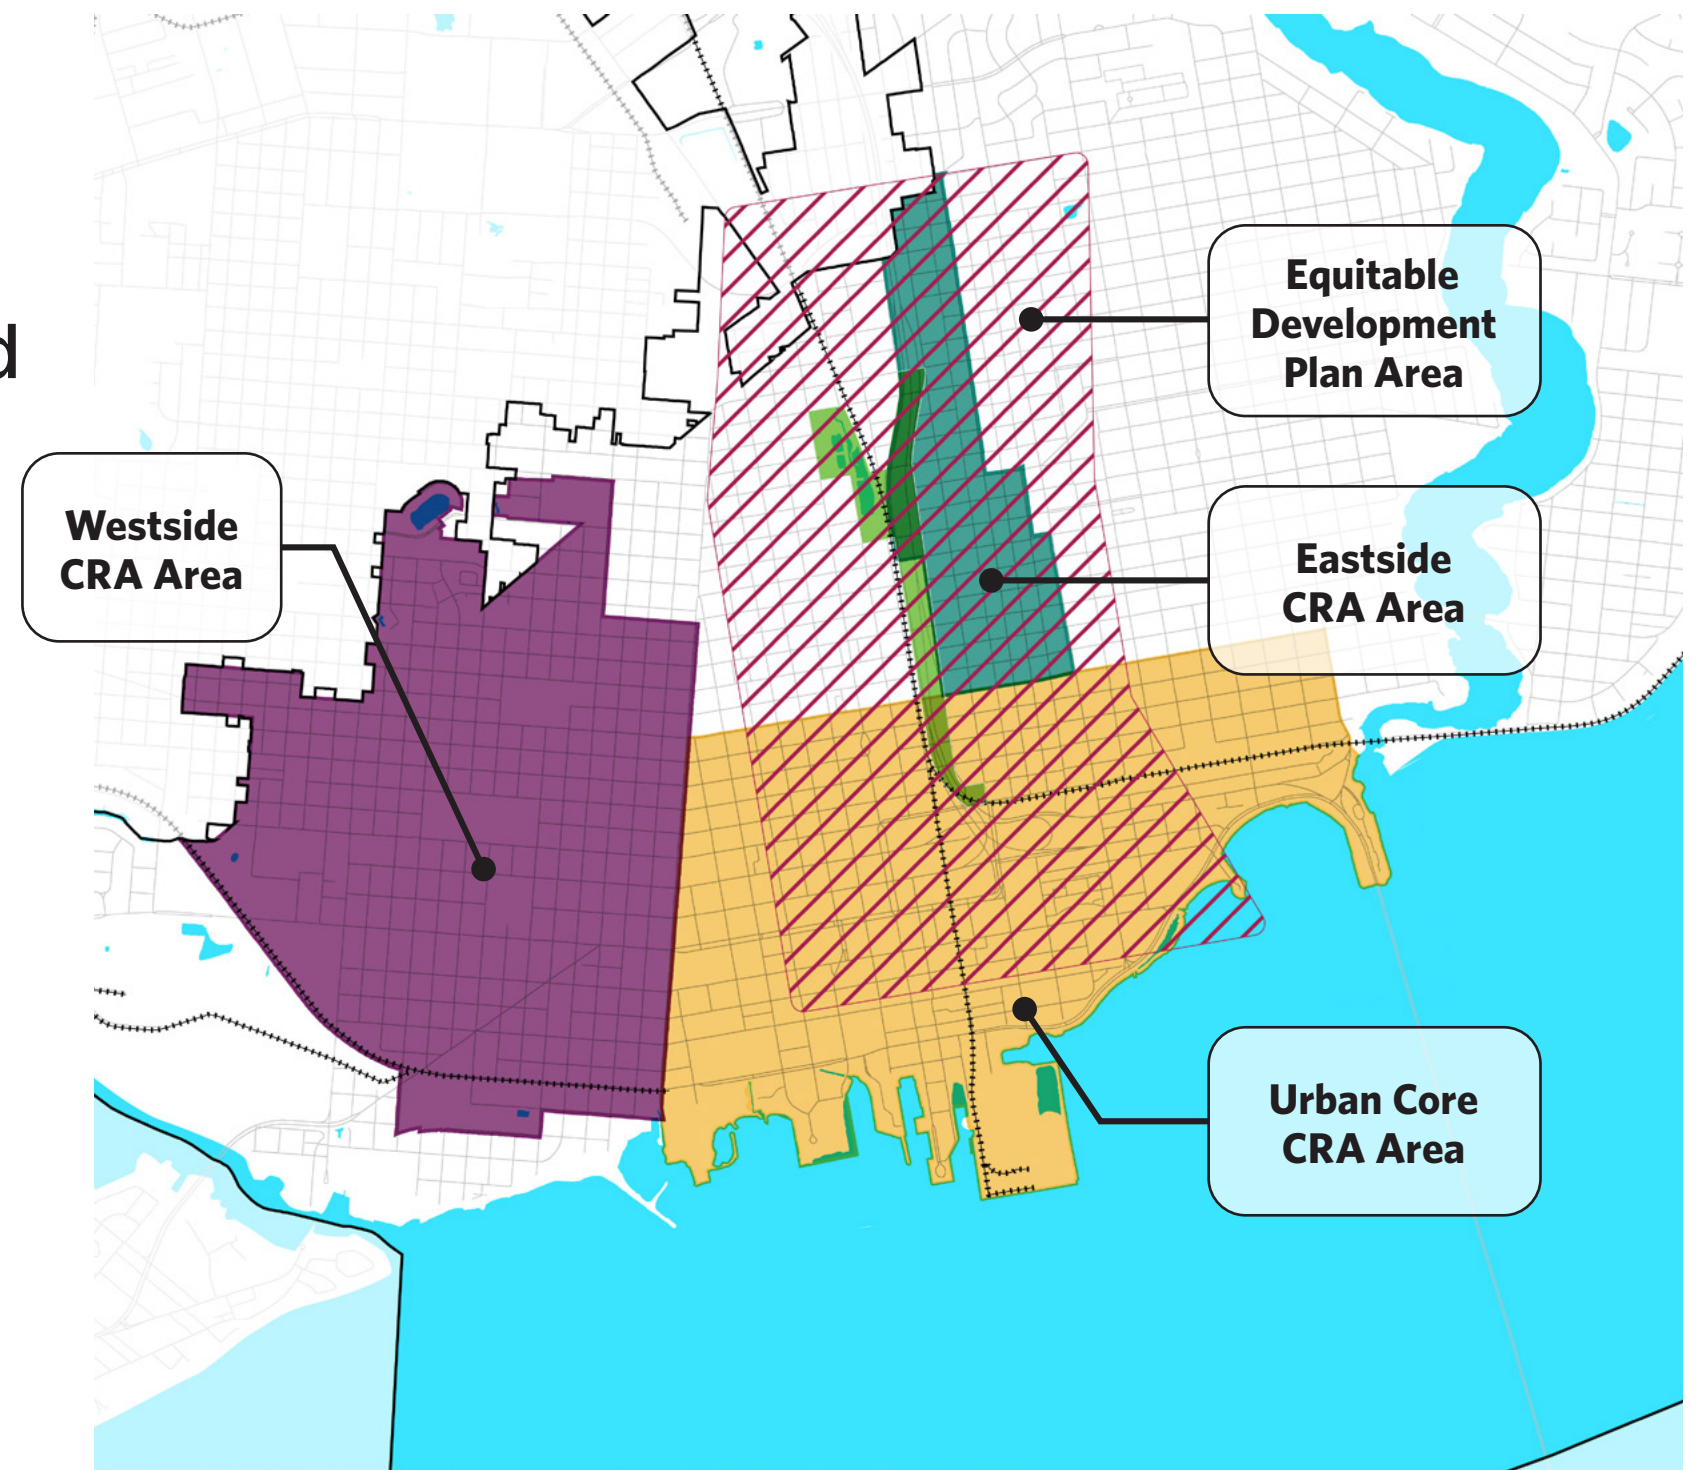 d
Equitable
Development
Plan Area
Westside
CRA Area
Eastside
CRA Area
Urban Core
CRA Area